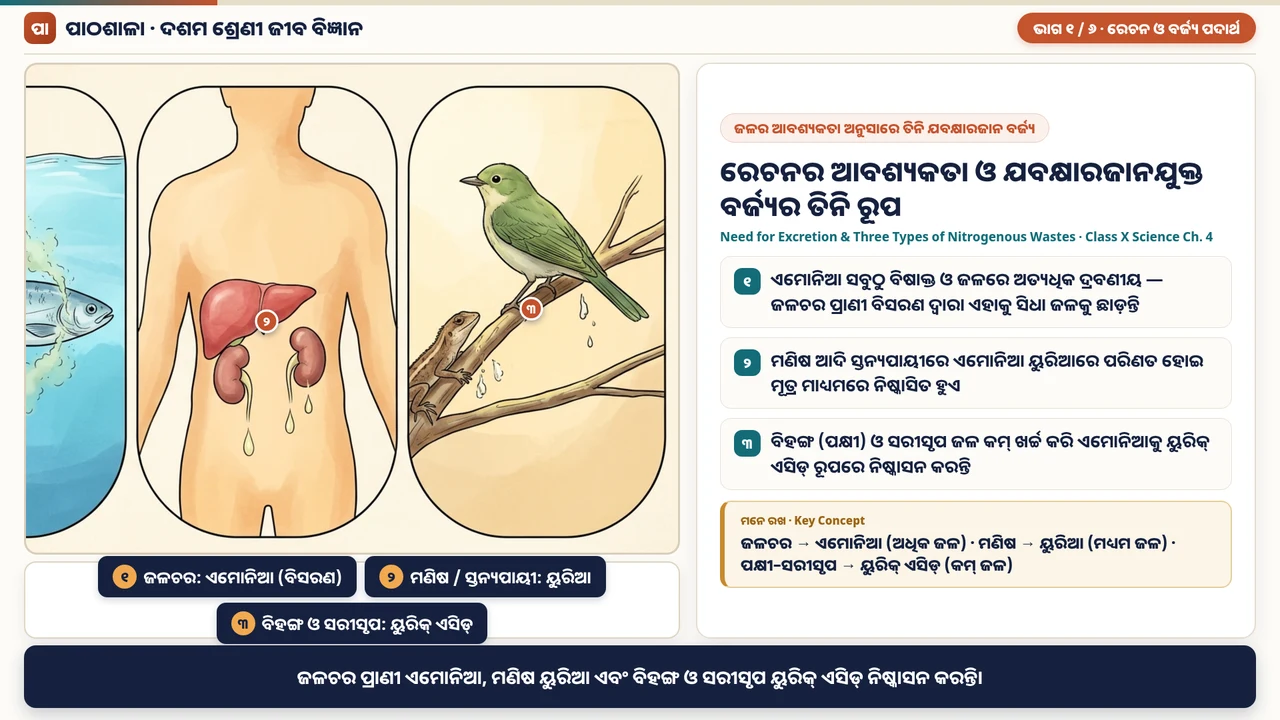 ପା ପାଠଶାଳା · ଦଶମ ଶ୍ରେଣୀ ଜୀବ ବିଜ୍ଞାନ
ଭାଗ ୧ / ୬ · ରେଚନ ଓ ବର୍ଜ୍ୟ ପଦାର୍ଥ
୨
୩
୧ ଜଳଚର: ଏମୋନିଆ (ବିସରଣ)
୨ ମଣିଷ / ସ୍ତନ୍ୟପାୟୀ: ୟୁରିଆ
୩ ବିହଙ୍ଗ ଓ ସରୀସୃପ: ୟୁରିକ୍ ଏସିଡ୍
ଜଳର ଆବଶ୍ୟକତା ଅନୁସାରେ ତିନି ଯବକ୍ଷାରଜାନ ବର୍ଜ୍ୟ
ରେଚନର ଆବଶ୍ୟକତା ଓ ଯବକ୍ଷାରଜାନଯୁକ୍ତ
ବର୍ଜ୍ୟର ତିନି ରୂପ
Need for Excretion & Three Types of Nitrogenous Wastes · Class X Science Ch. 4
୧ ଏମୋନିଆ ସବୁଠୁ ବିଷାକ୍ତ ଓ ଜଳରେ ଅତ୍ୟଧିକ ଦ୍ରବଣୀୟ —
ଜଳଚର ପ୍ରାଣୀ ବିସରଣ ଦ୍ୱାରା ଏହାକୁ ସିଧା ଜଳକୁ ଛାଡ଼ନ୍ତି
୨ ମଣିଷ ଆଦି ସ୍ତନ୍ୟପାୟୀରେ ଏମୋନିଆ ୟୁରିଆରେ ପରିଣତ ହୋଇ
ମୂତ୍ର ମାଧ୍ୟମରେ ନିଷ୍କାସିତ ହୁଏ
୩ ବିହଙ୍ଗ (ପକ୍ଷୀ) ଓ ସରୀସୃପ ଜଳ କମ୍ ଖର୍ଚ୍ଚ କରି ଏମୋନିଆକୁ ୟୁରିକ୍
ଏସିଡ୍ ରୂପରେ ନିଷ୍କାସନ କରନ୍ତି
ମନେ ରଖ · Key Concept
ଜଳଚର → ଏମୋନିଆ (ଅଧିକ ଜଳ) · ମଣିଷ → ୟୁରିଆ (ମଧ୍ୟମ ଜଳ) ·
ପକ୍ଷୀ–ସରୀସୃପ → ୟୁରିକ୍ ଏସିଡ୍ (କମ୍ ଜଳ)
ଜଳଚର ପ୍ରାଣୀ ଏମୋନିଆ, ମଣିଷ ୟୁରିଆ ଏବଂ ବିହଙ୍ଗ ଓ ସରୀସୃପ ୟୁରିକ୍ ଏସିଡ୍ ନିଷ୍କାସନ କରନ୍ତି।